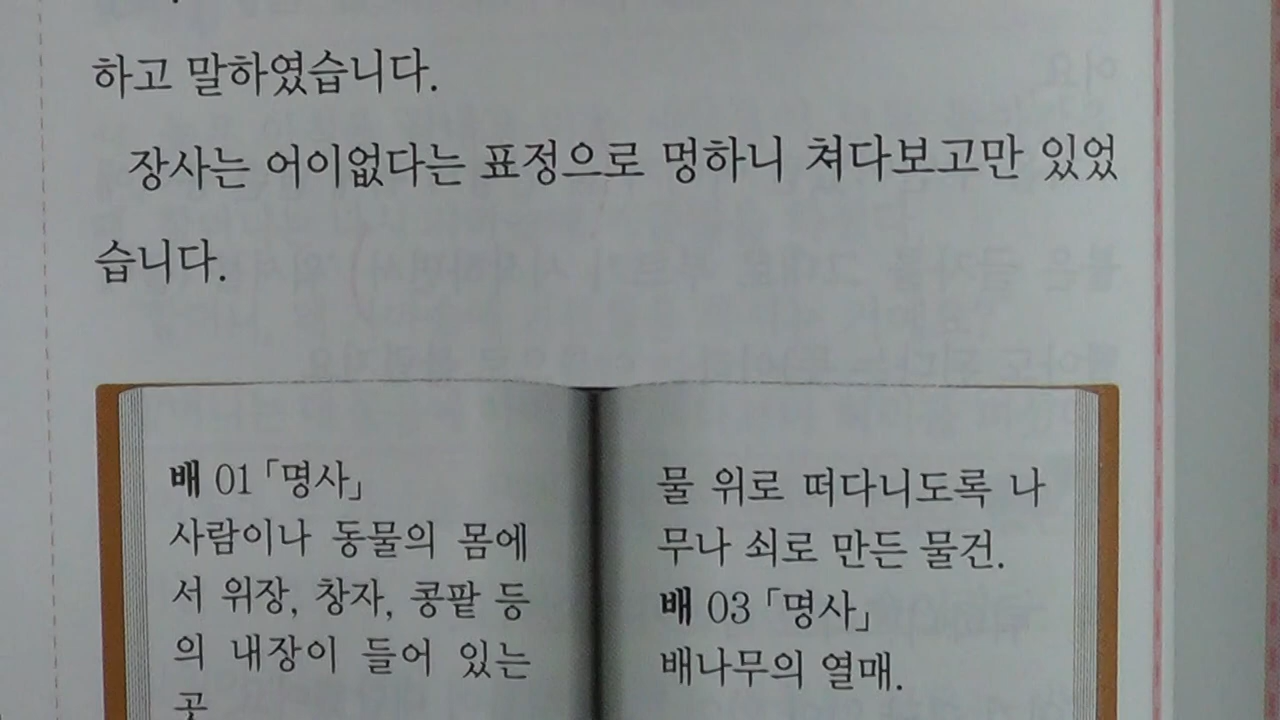 하고 말하였습니다.
장사는 어이없다는 표정으로 멍하니 쳐다보고만 있었
습니다.
배 01 「명사」
사람이나 동물의 몸에
서 위장, 창자, 콩팥 등
의 내장이 들어 있는
곳
물 위로 떠다니도록 나
무나 쇠로 만든 물건.
배 03 「명사」
배나무의 열매.